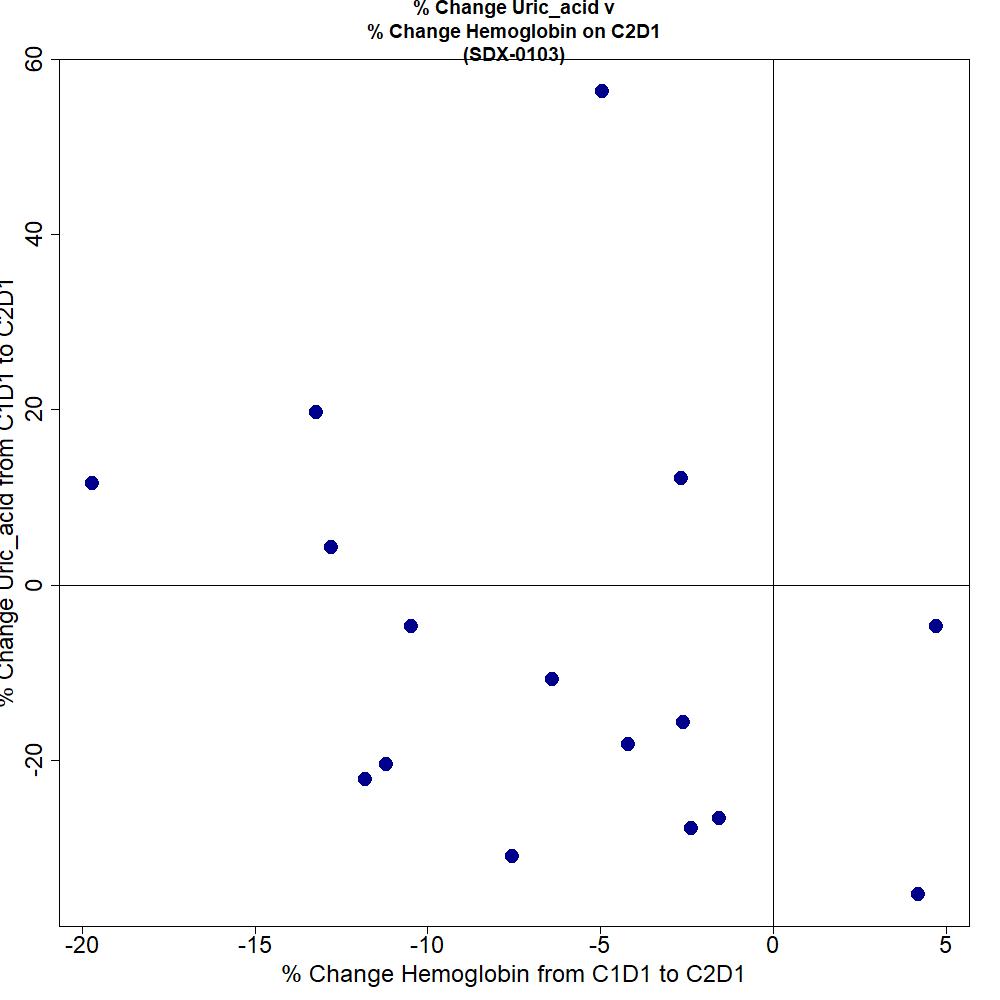 % Change Uric_acid v
% Change Hemoglobin on C2D1
(SDX-0103)
60
40
20
0
-20
% Change Uric_acid from C1D1 to C2D1
-20
-15
-10
-5
0
5
% Change Hemoglobin from C1D1 to C2D1